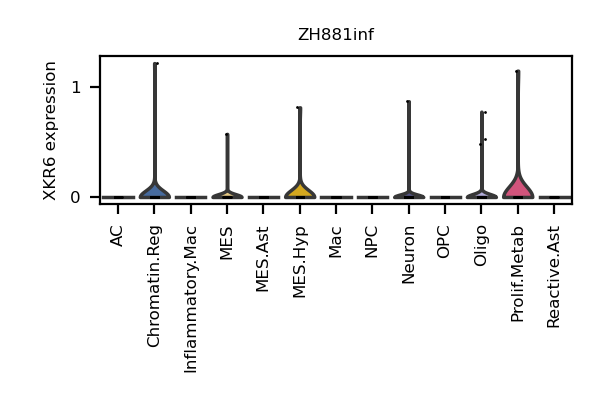 ZH881inf
XKR6 expression
1
0
AC
Chromatin.Reg
Inflammatory.Mac
MES
MES.Ast
MES.Hyp
Mac
NPC
Neuron
OPC
Oligo
Prolif.Metab
Reactive.Ast